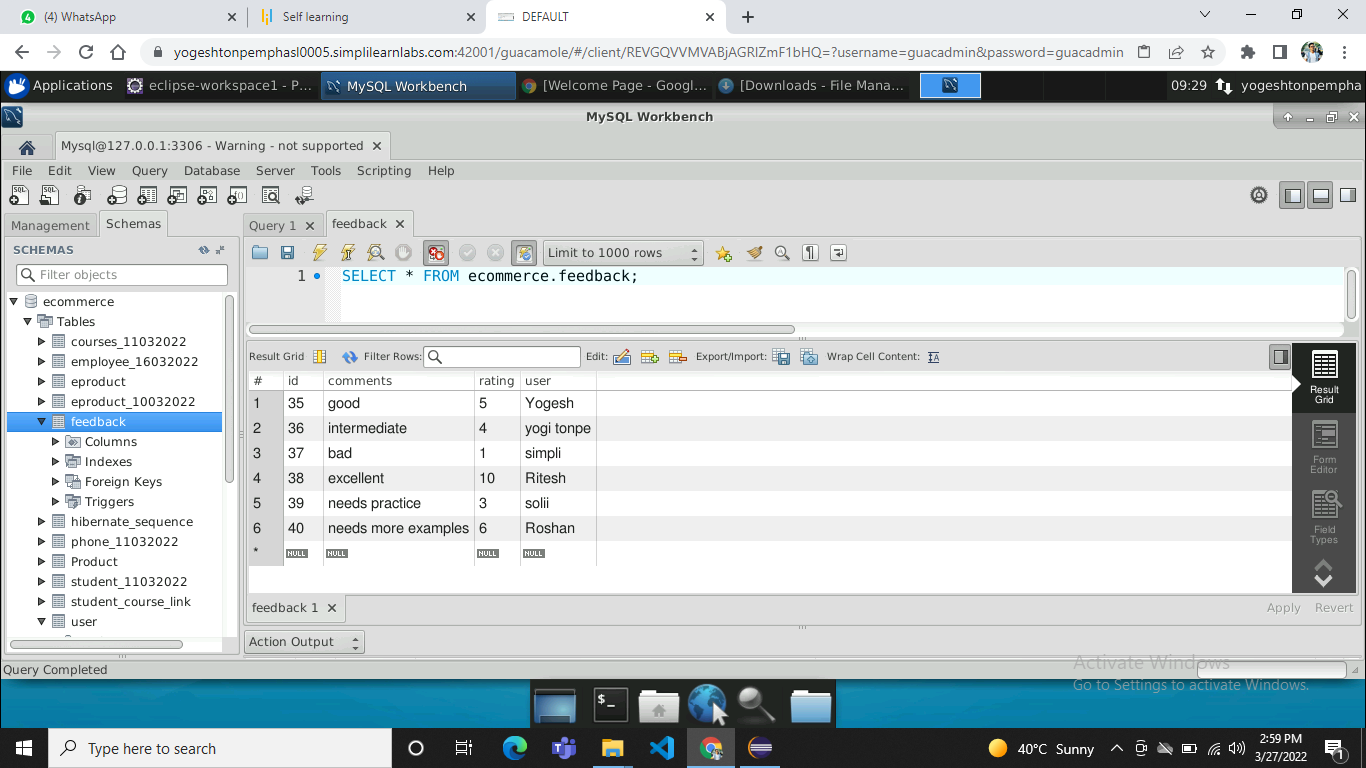 (4) WhatsApp
Self learning
DEFAULT
yogeshtonpemphasl0005.simplilearnlabs.com:42001/guacamole/#/client/REVGQVVMVABjAGRlZmF1bHQ=?username=guacadmin&password=guacadmin
Applications
eclipse-workspace1 - P...
MySQL Workbench
[Welcome Page - Googl...
[Downloads - File Mana...
09:29
yogeshtonpempha
MySQL Workbench
Mysql@127.0.0.1:3306 - Warning - not supported
File Edit View Query Database Server Tools Scripting Help
Management
Schemas
Query 1
feedback
SCHEMAS
Filter objects
ecommerce
Tables
courses_11032022
employee_16032022
eproduct
eproduct_10032022
feedback
Columns
Indexes
Foreign Keys
Triggers
hibernate_sequence
phone_11032022
Product
student_11032022
student_course_link
user
Limit to 1000 rows
1 SELECT * FROM ecommerce.feedback;
Result Grid Filter Rows: Edit: Export/Import: Wrap Cell Content:
# id comments rating user
1 35 good 5 Yogesh
2 36 intermediate 4 yogi tonpe
3 37 bad 1 simpli
4 38 excellent 10 Ritesh
5 39 needs practice 3 solii
6 40 needs more examples 6 Roshan
* NULL NULL NULL NULL
Result
Grid
Form
Editor
Field
Types
feedback 1
Apply Revert
Action Output
Query Completed
Activate Windows
Go to Settings to activate Windows.
Type here to search
40°C Sunny
2:59 PM
3/27/2022
1